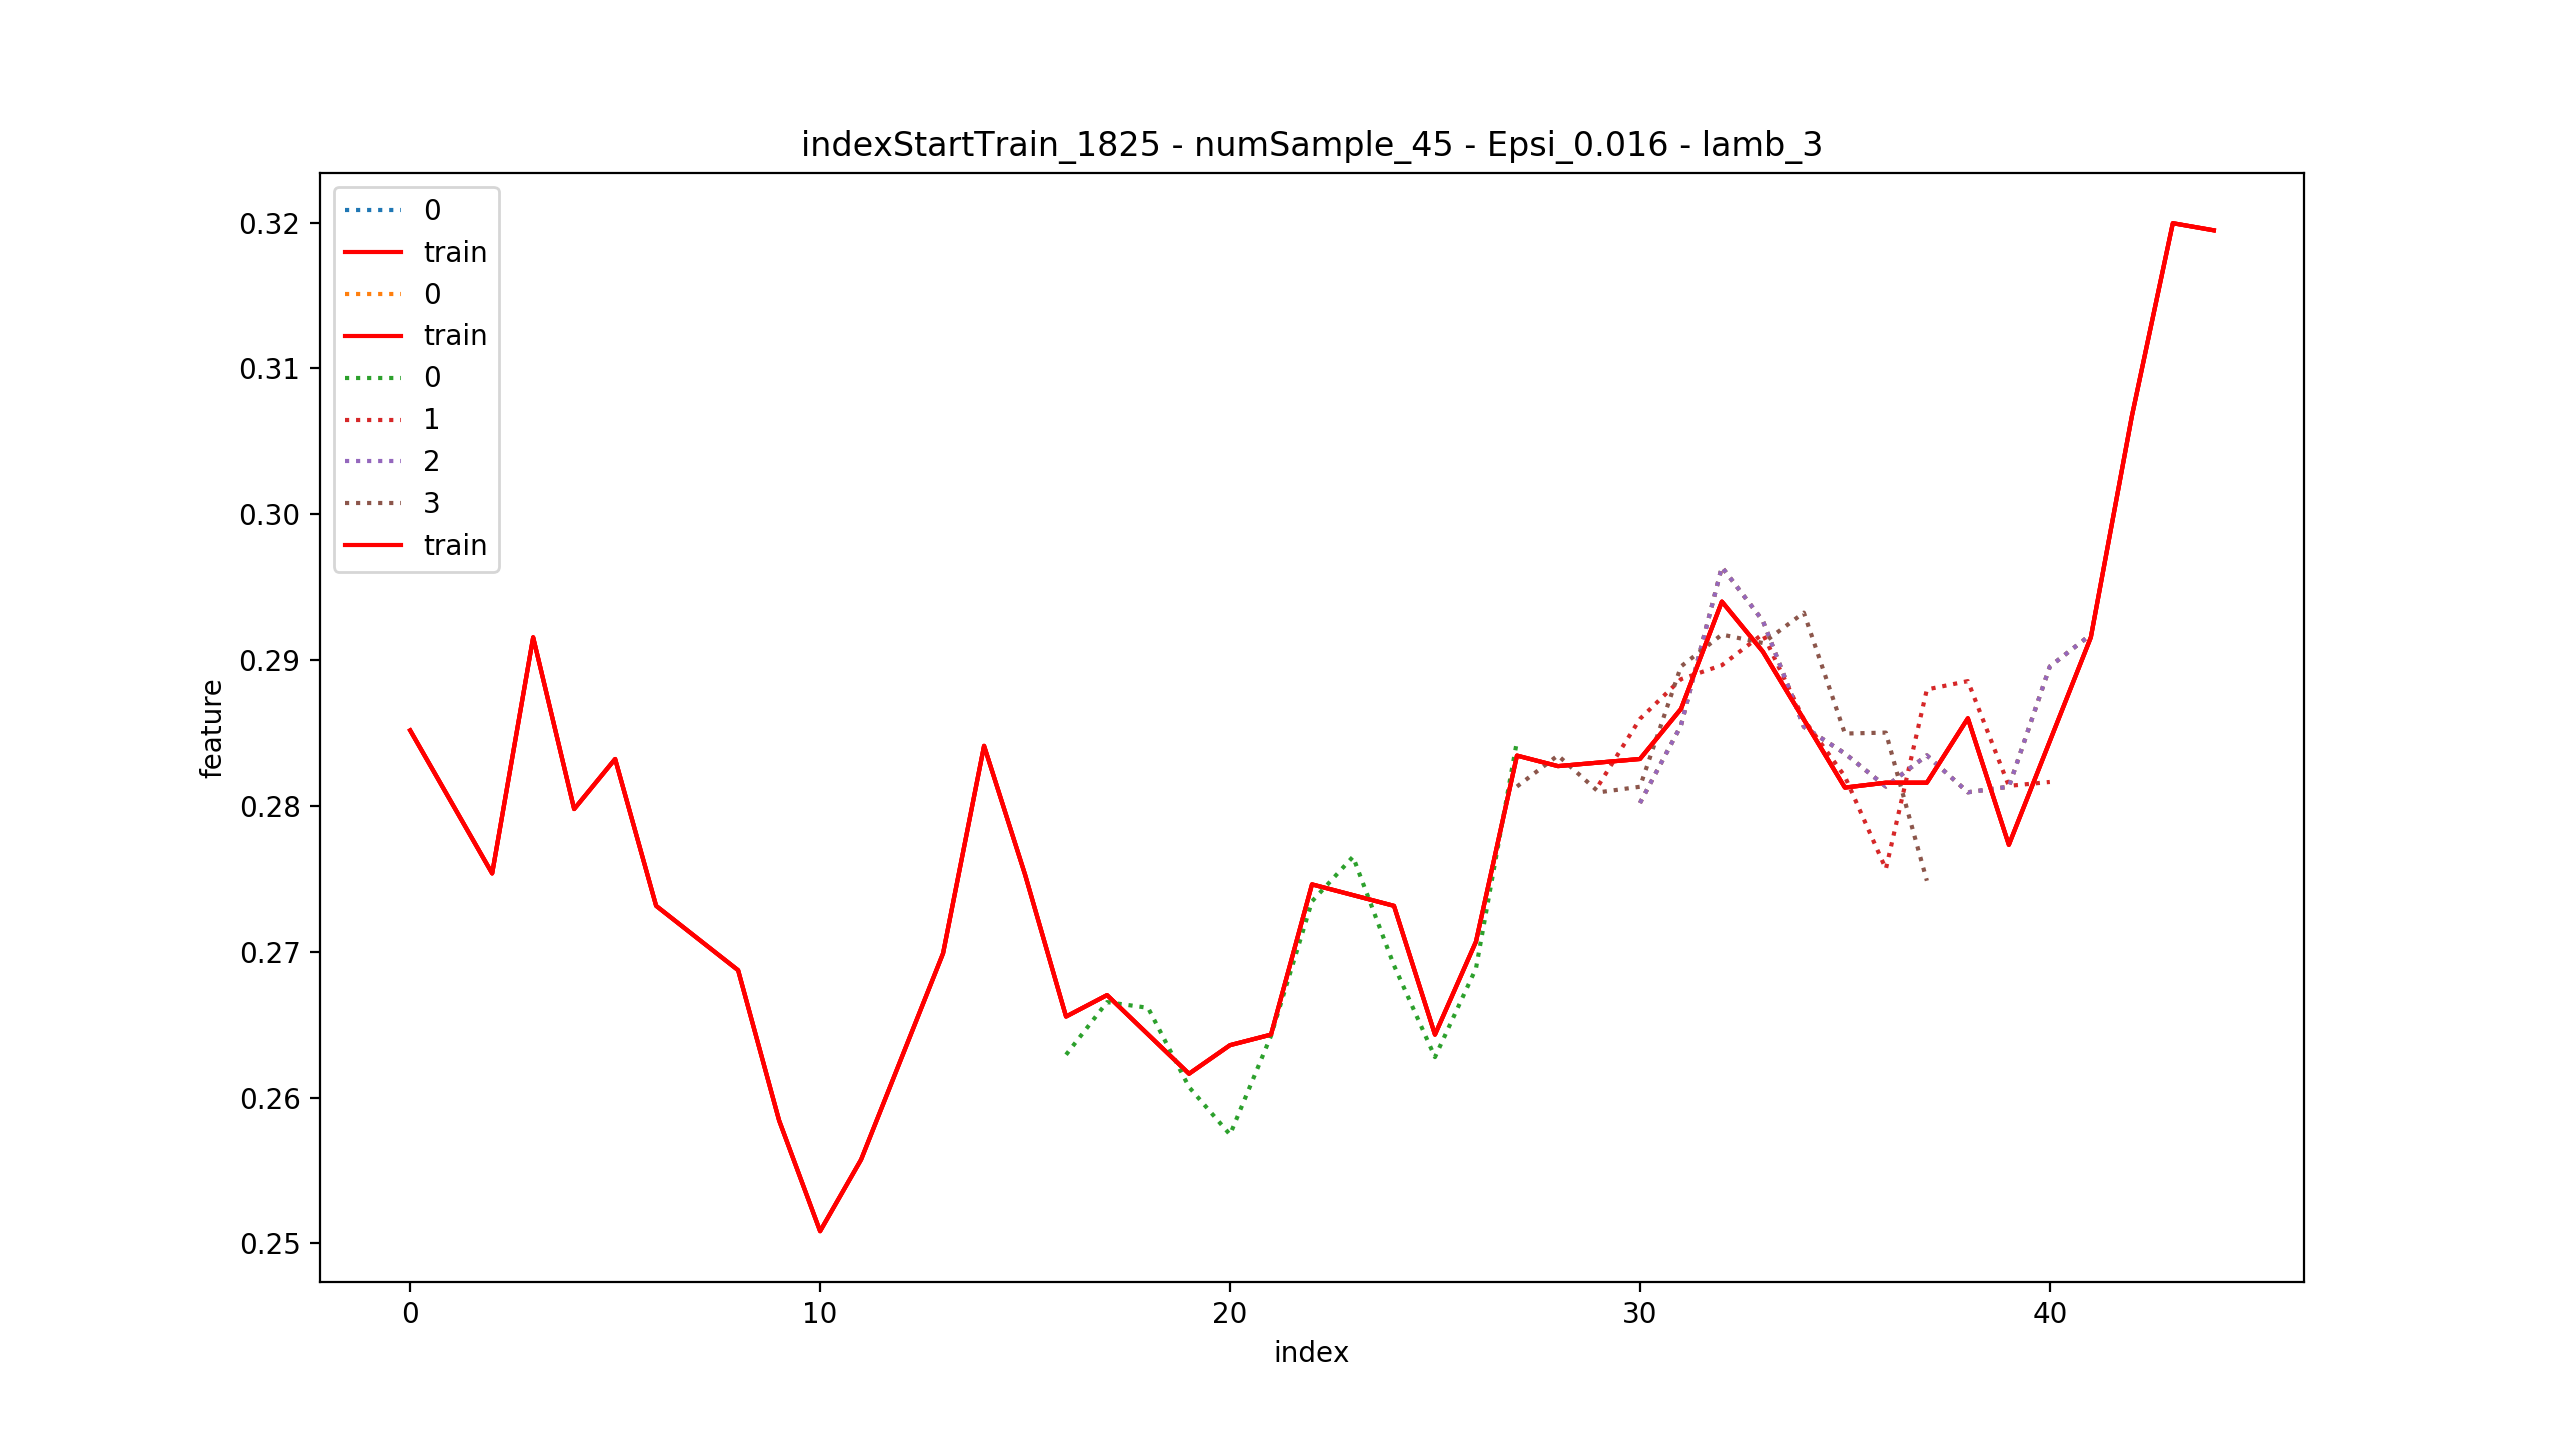 indexStartTrain_1825 - numSample_45 - Epsi_0.016 - lamb_3
0
train
0
train
0
1
2
3
train
0.32
0.31
0.30
0.29
0.28
0.27
0.26
0.25
feature
0 10 20 30 40
index